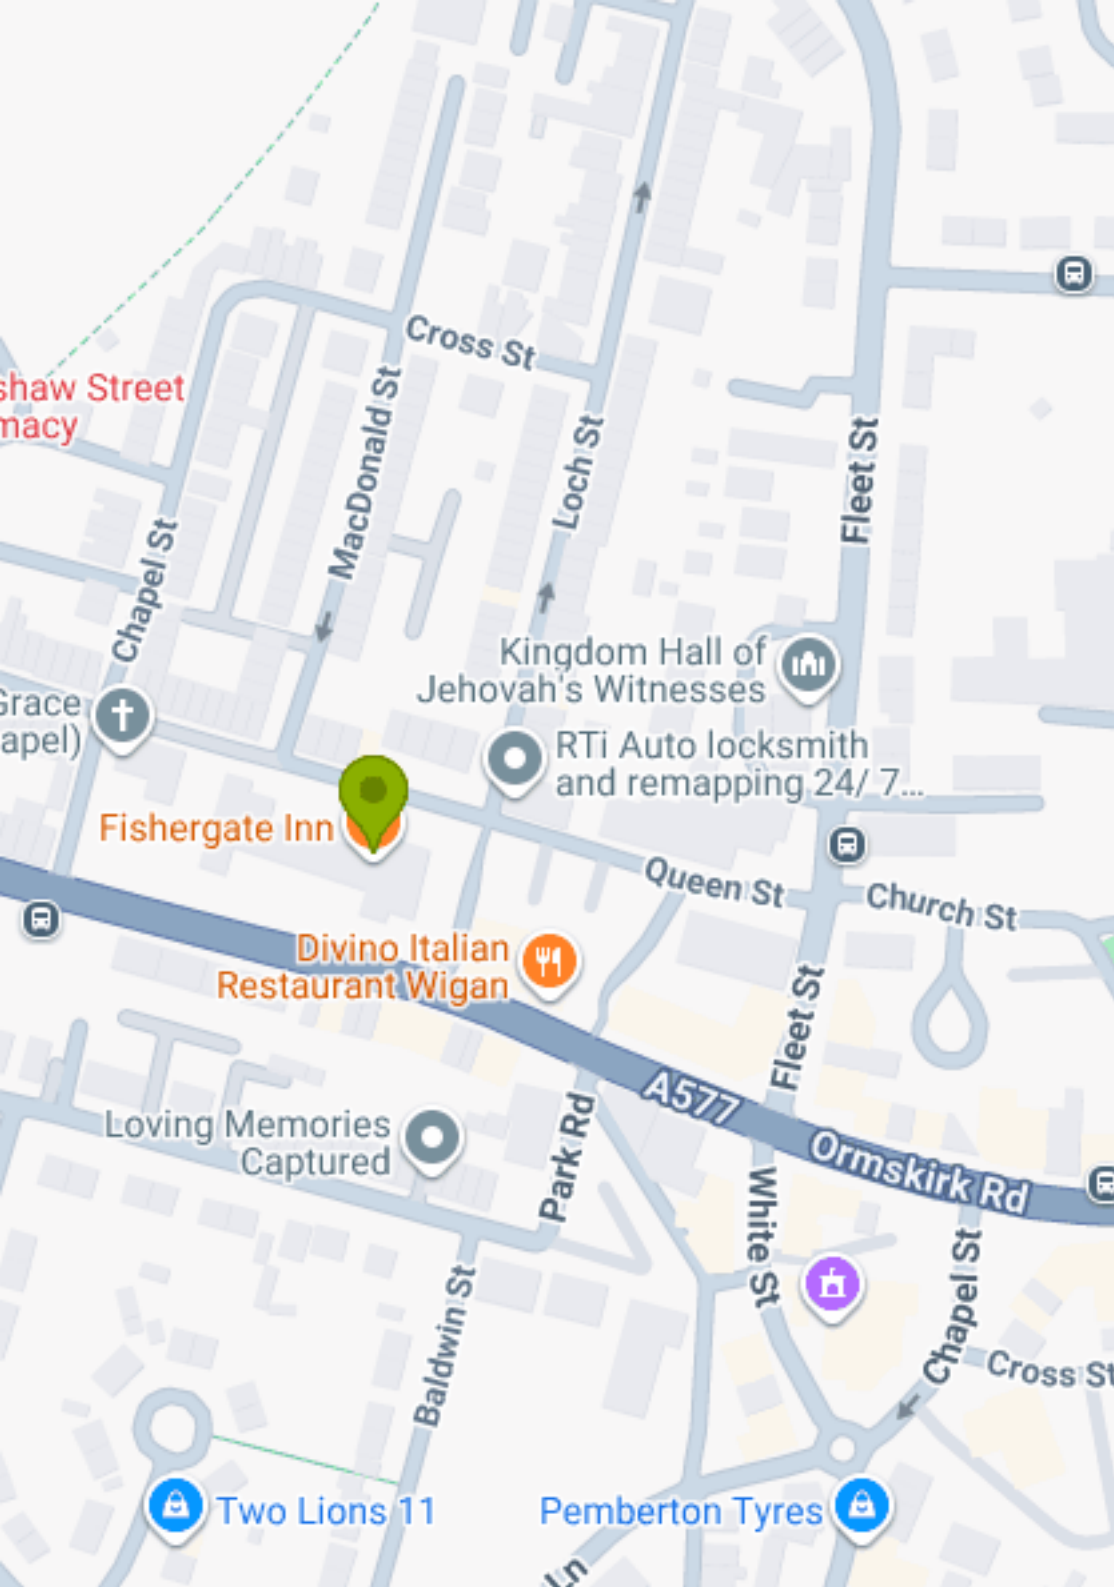 Cross St
shaw Street
macy
MacDonald St
Loch St
Fleet St
Chapel St
Kingdom Hall of
Jehovah's Witnesses
Grace
apel)
RTi Auto locksmith
and remapping 24/ 7...
Fishergate Inn
Queen St
Church St
Divino Italian
Restaurant Wigan
Fleet St
A577
Ormskirk Rd
Loving Memories
Captured
Park Rd
White St
Chapel St
Baldwin St
Cross St
Two Lions 11
Pemberton Tyres
Ln